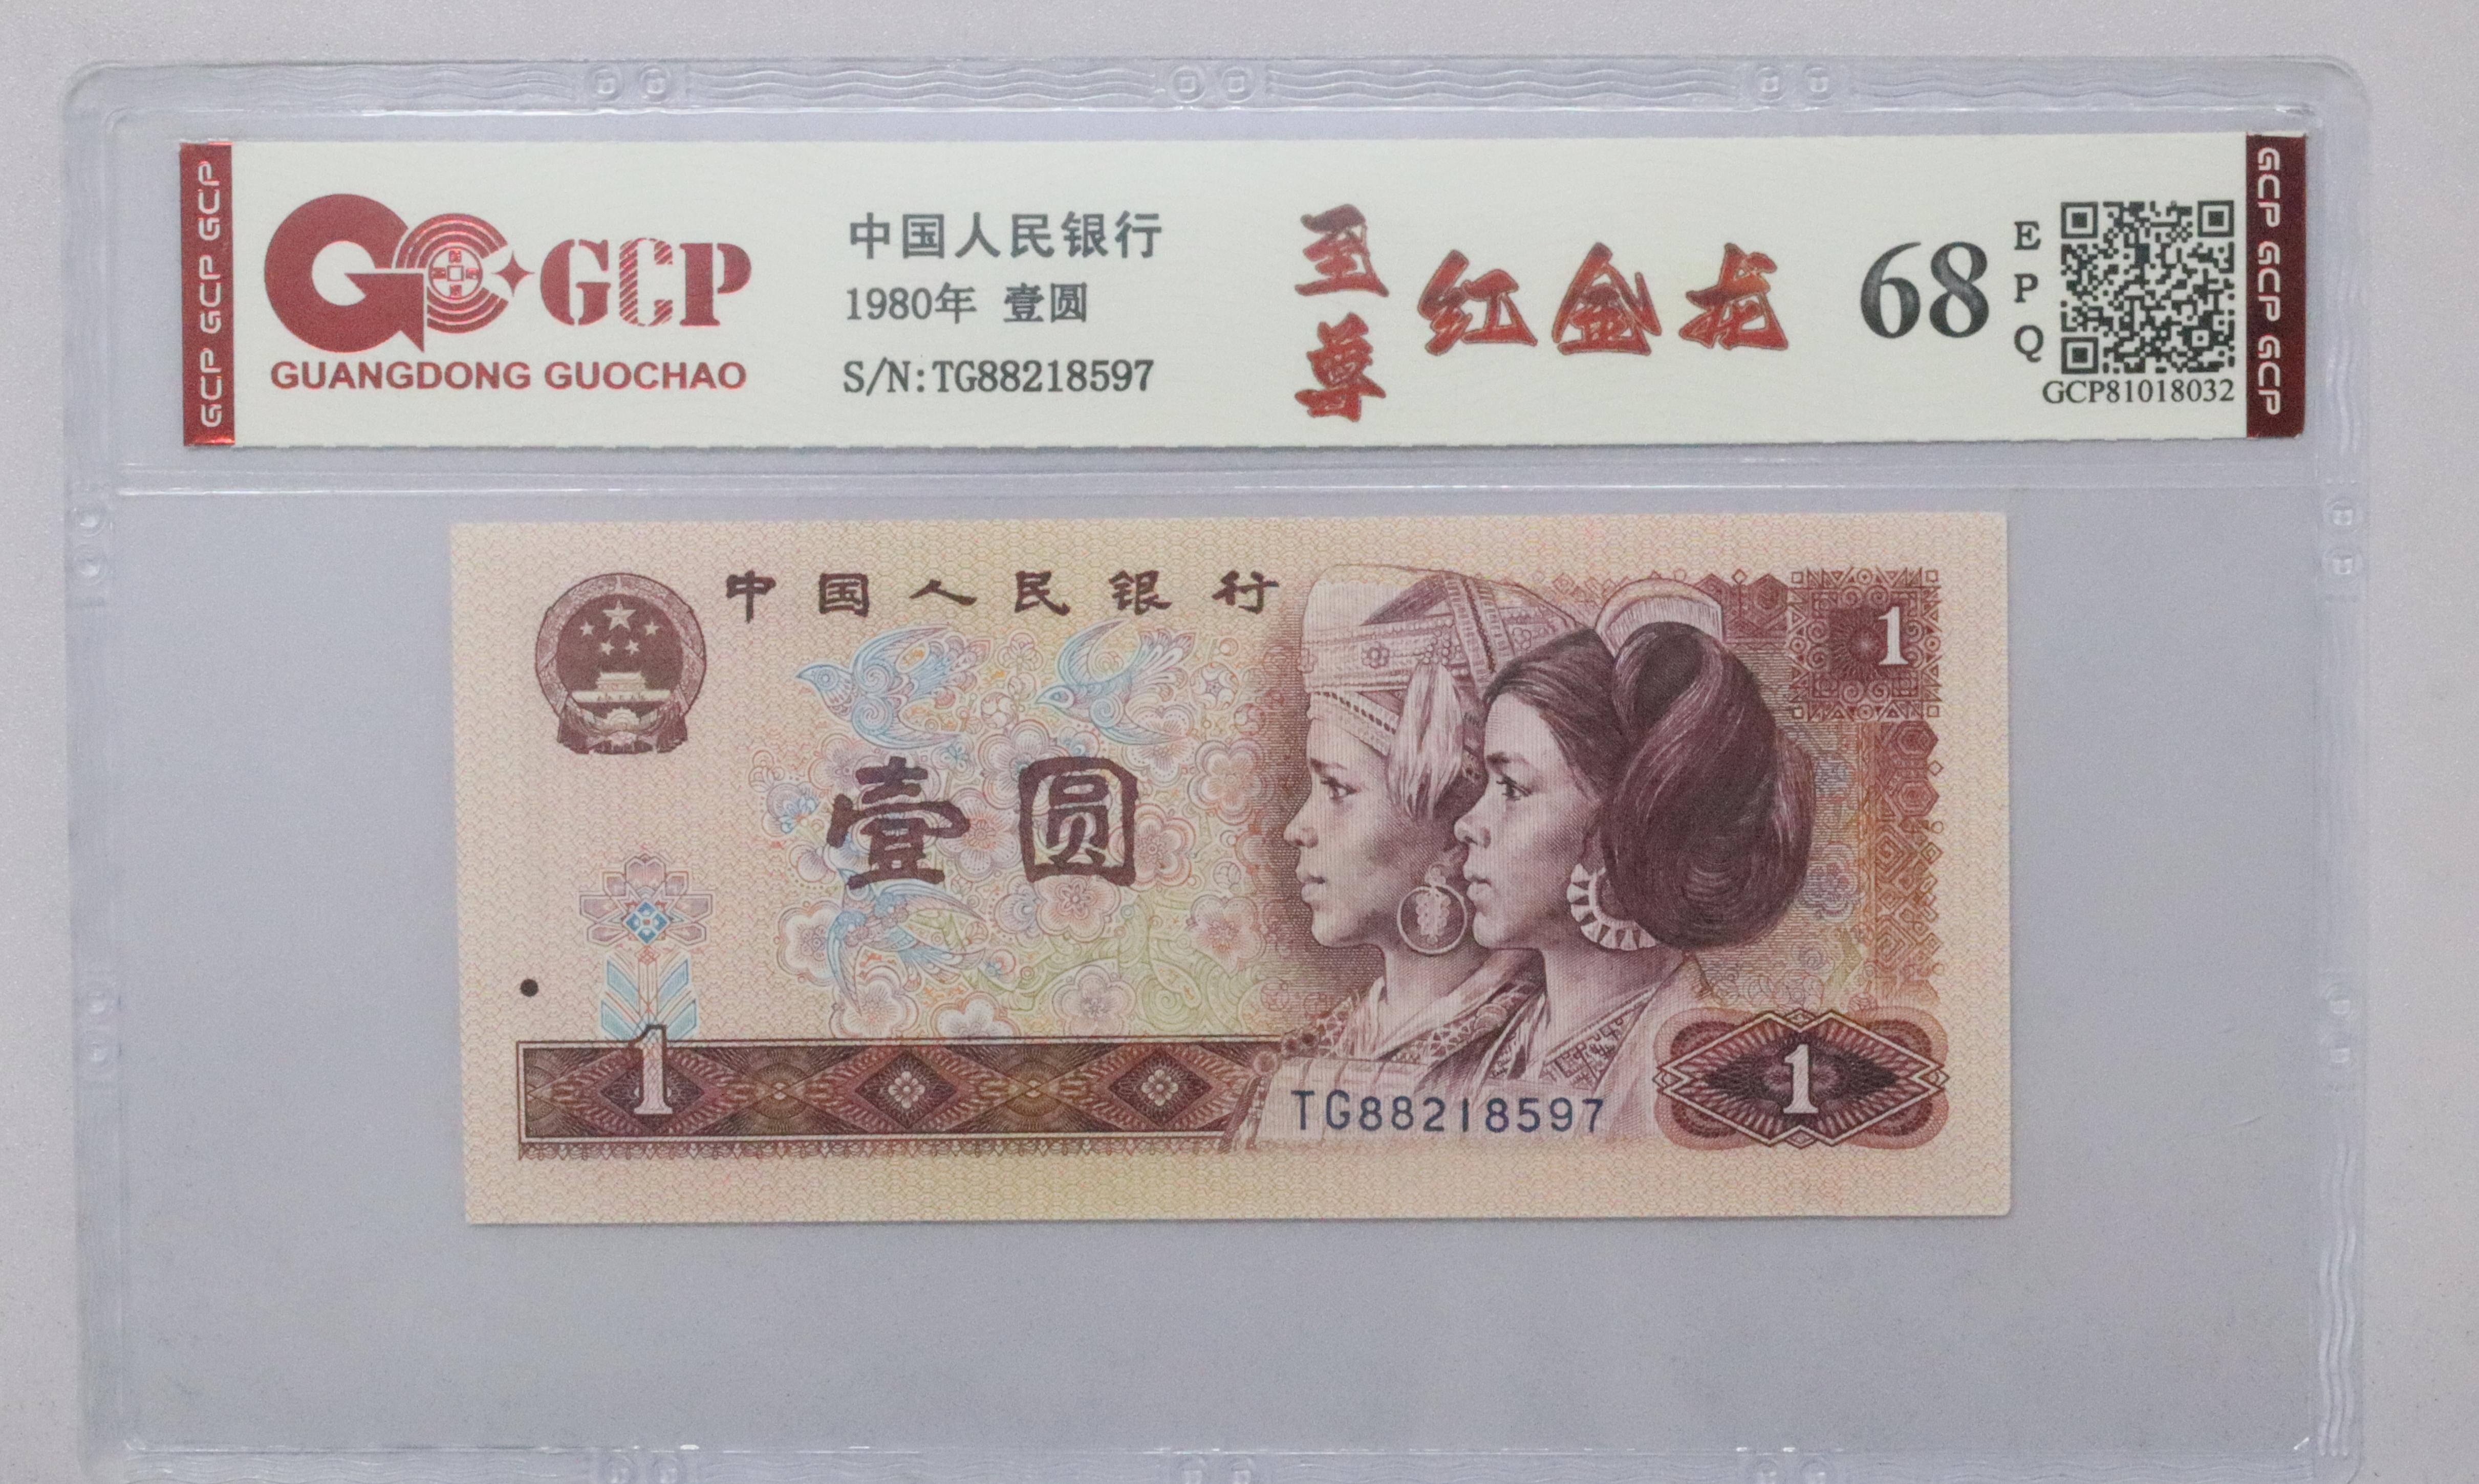 GCP GCP GCP
GCP
GUANGDONG GUOCHAO
中国人民银行
1980年 壹圆
S/N:TG88218597
至尊
红金龙
68
EPQ
GCP81018032
GCP GCP GCP
中国人民银行
1
壹圆
1
TG88218597
1